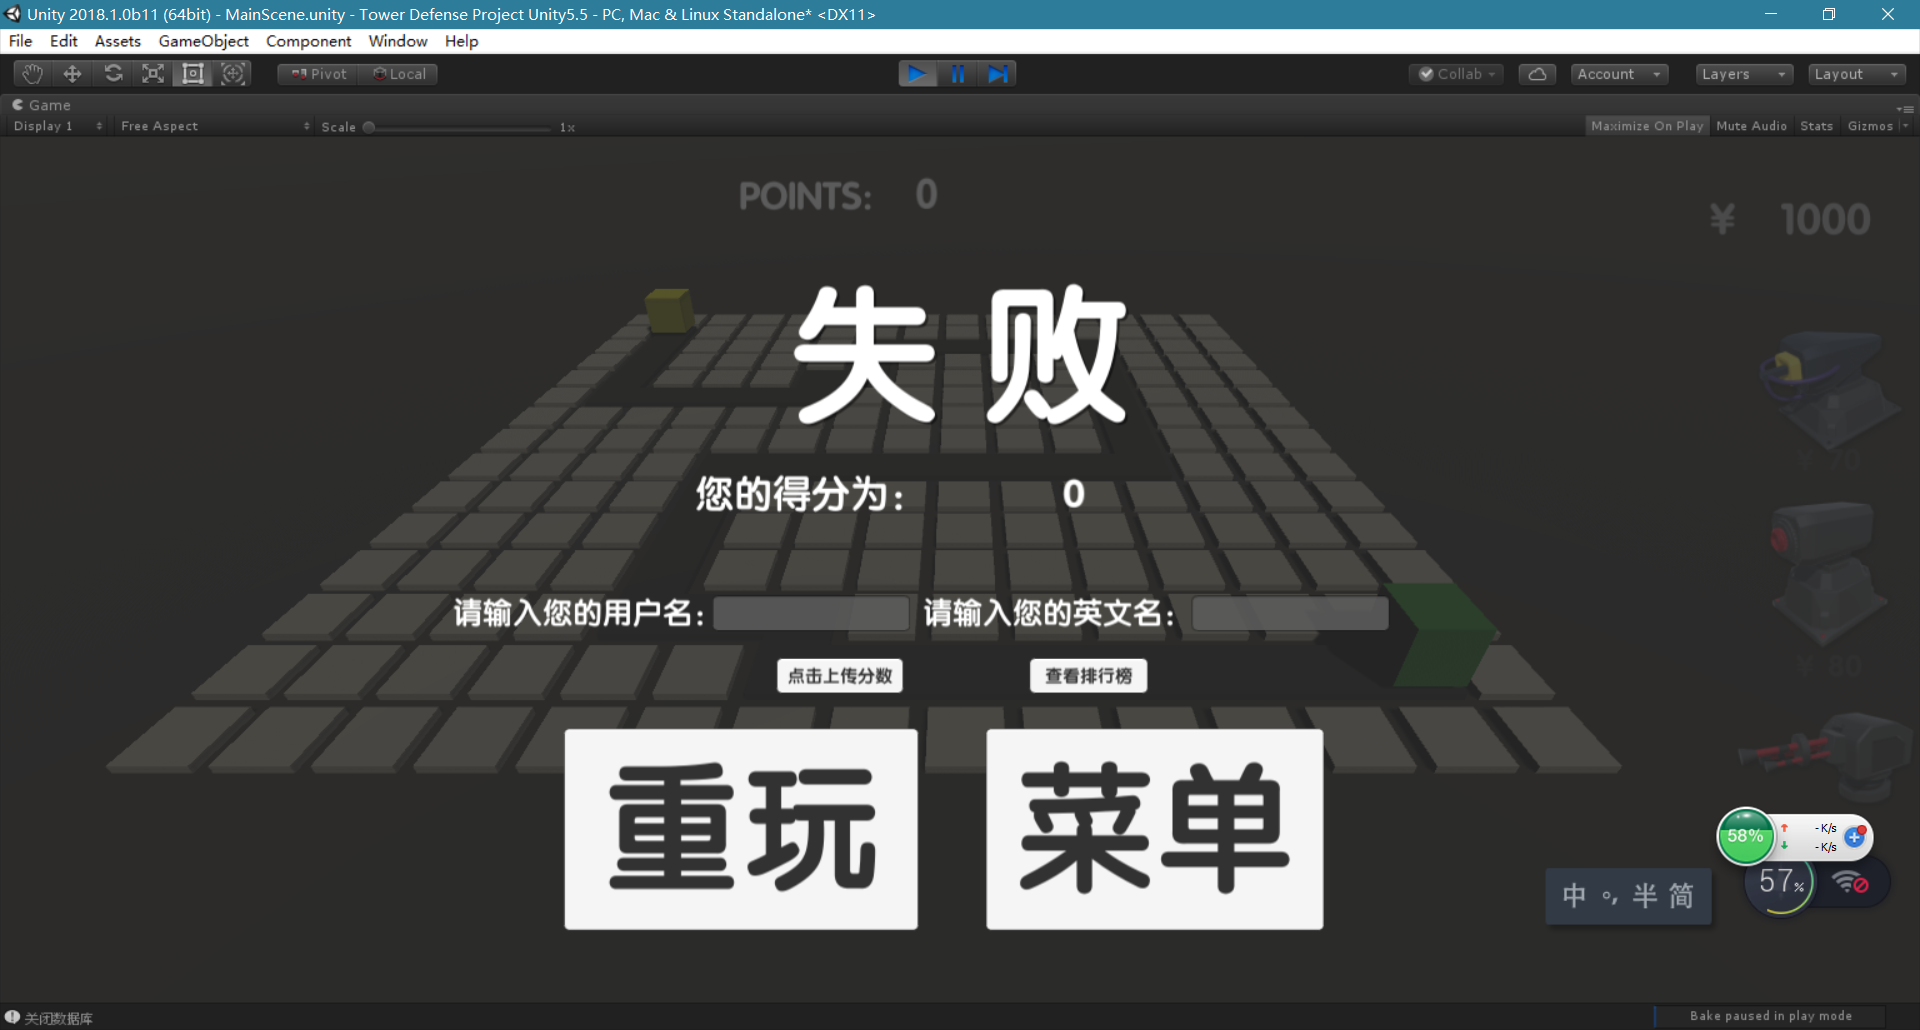 Unity 2018.1.0b11 (64bit) - MainScene.unity - Tower Defense Project Unity5.5 - PC, Mac & Linux Standalone* <DX11>
File Edit Assets GameObject Component Window Help
Pivot Local Collab Account Layers Layout
Game
Display 1 Free Aspect Scale 1x Maximize On Play Mute Audio Stats Gizmos
POINTS: 0
¥ 1000
失 败
¥ 70
您的得分为: 0
请输入您的用户名: 请输入您的英文名:
¥ 80
点击上传分数 查看排行榜
重玩 菜单
58% - K/s
- K/s
57%
中 °, 半 简
关闭数据库 Bake paused in play mode